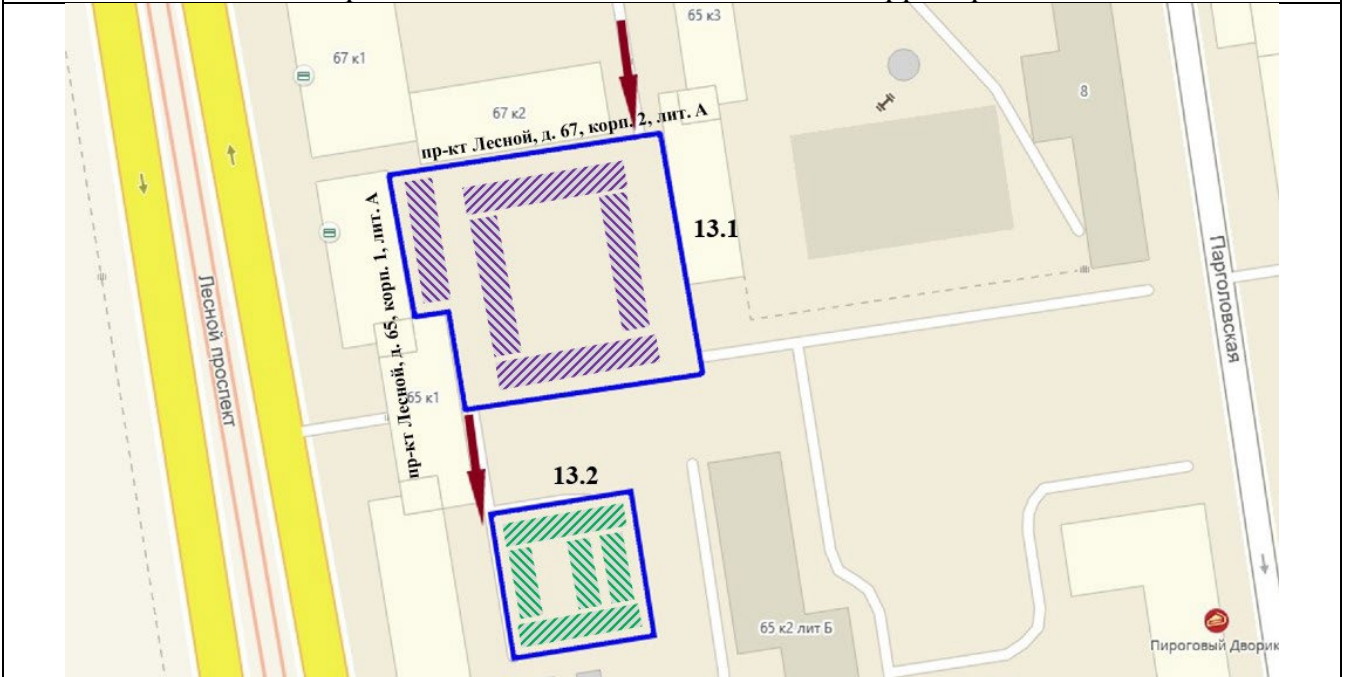 65 к3
67 к1
8
67 к2
пр-кт Лесной, д. 67, корп. 2, лит. А
пр-кт Лесной, д. 65, корп. 1, лит. А
13.1
Лесной проспект
Парголовская
65 к1
13.2
65 к2 лит Б
Пироговый Дворик